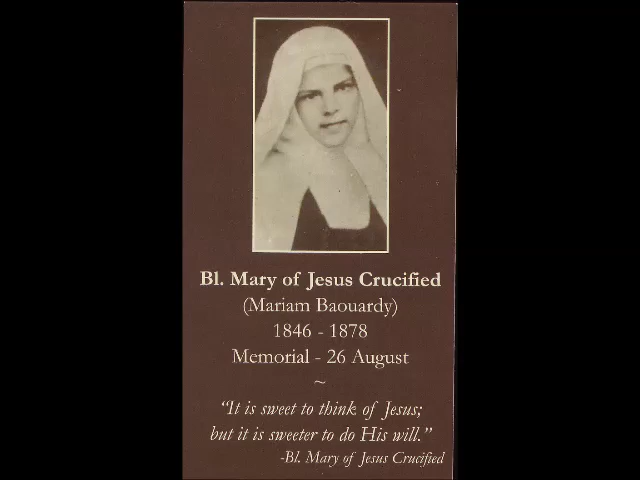 Bl. Mary of Jesus Crucified
(Mariam Baouardy)
1846 - 1878
Memorial - 26 August
~
“It is sweet to think of Jesus;
but it is sweeter to do His will.”
-Bl. Mary of Jesus Crucified